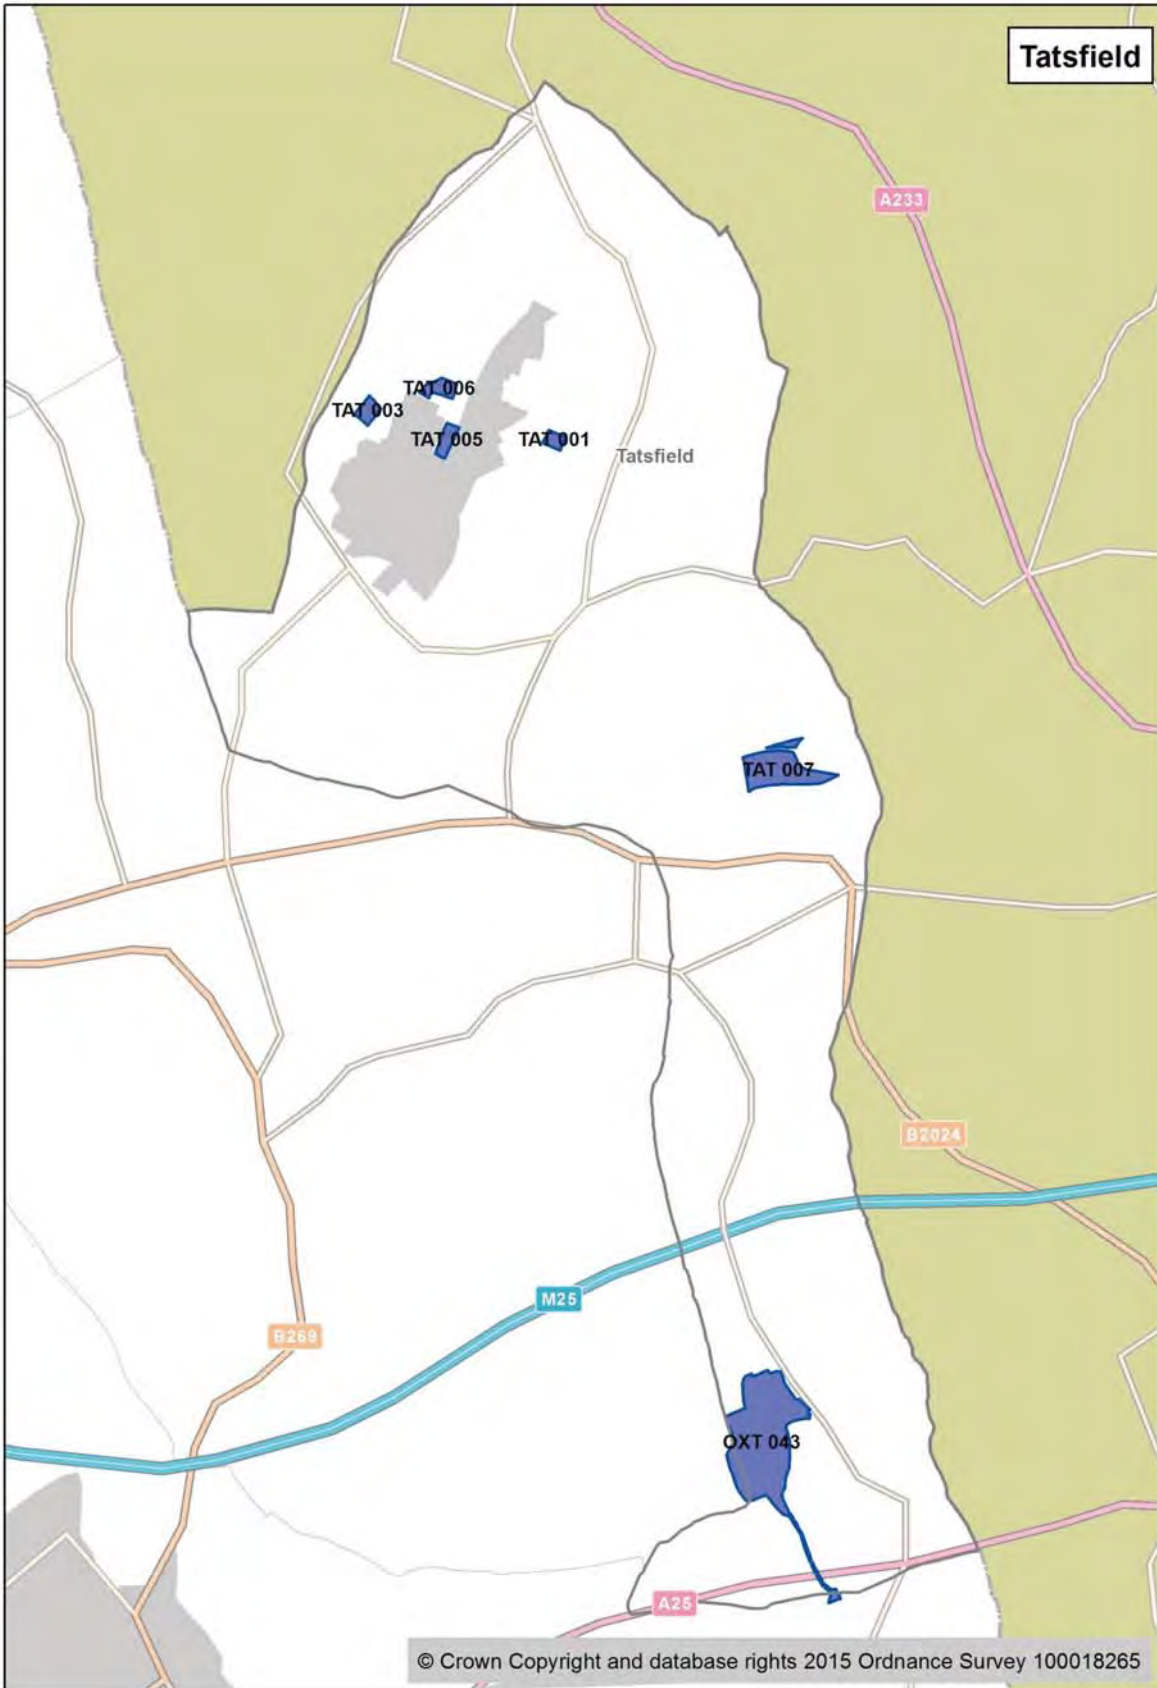 Tatsfield
A233
TAT 006
TAT 003
TAT 005
TAT 001
Tatsfield
TAT 007
B2024
M25
B269
OXT 043
A25
© Crown Copyright and database rights 2015 Ordnance Survey 100018265